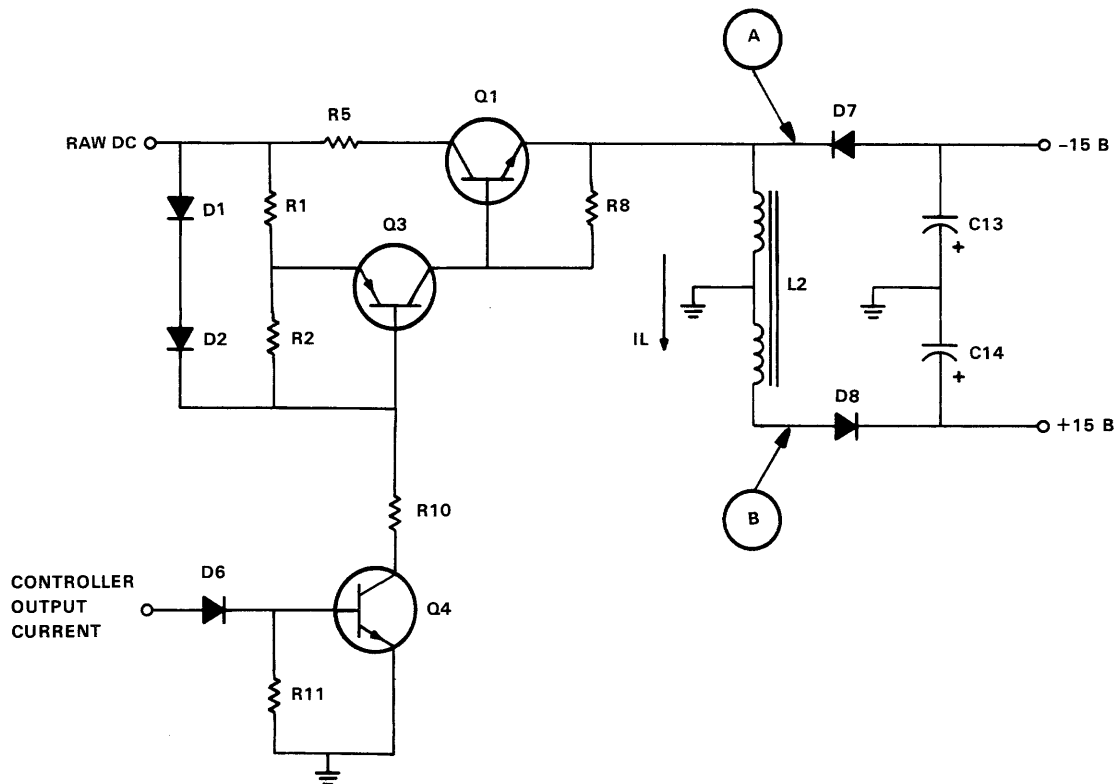 A
D7
Q1
R5
RAW DC
-15 B
D1
R1
R8
C13
+
Q3
L2
D2
R2
IL
C14
+
D8
+15 B
R10
B
CONTROLLER
OUTPUT
CURRENT
D6
Q4
R11